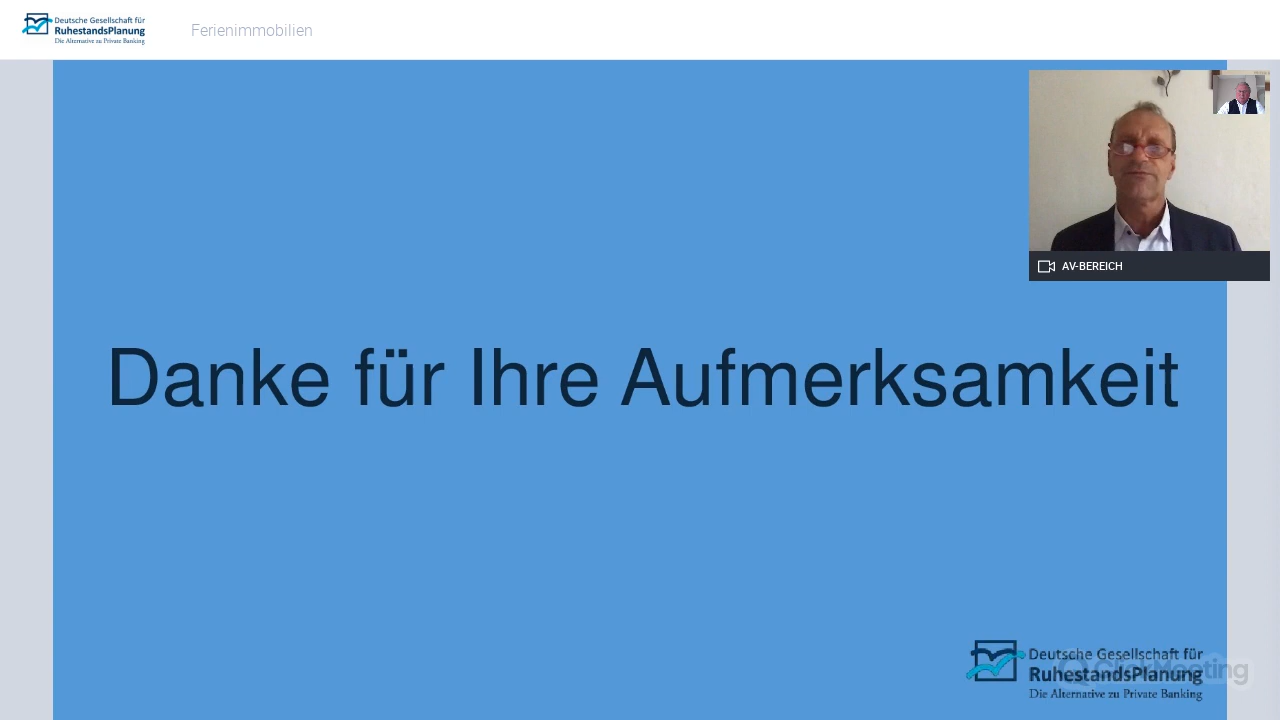 Deutsche Gesellschaft für
RuhestandsPlanung
Die Alternative zu Private Banking
Ferienimmobilien
AV-BEREICH
Danke für Ihre Aufmerksamkeit
Deutsche Gesellschaft für
RuhestandsPlanung
Die Alternative zu Private Banking
ClickMeeting